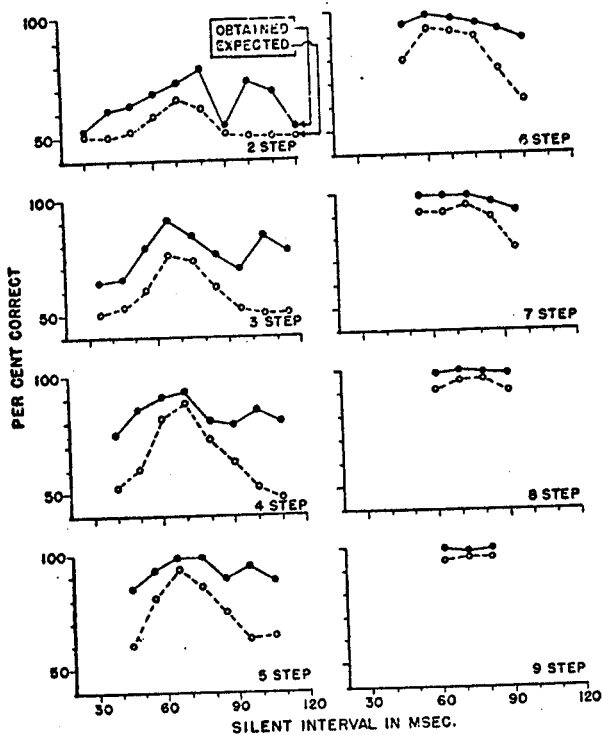 100
50
OBTAINED
EXPECTED
2 STEP
6 STEP
100
50
3 STEP
7 STEP
100
50
4 STEP
8 STEP
100
50
5 STEP
9 STEP
30 60 90 120
30 60 90 120
PER CENT CORRECT
SILENT INTERVAL IN MSEC.